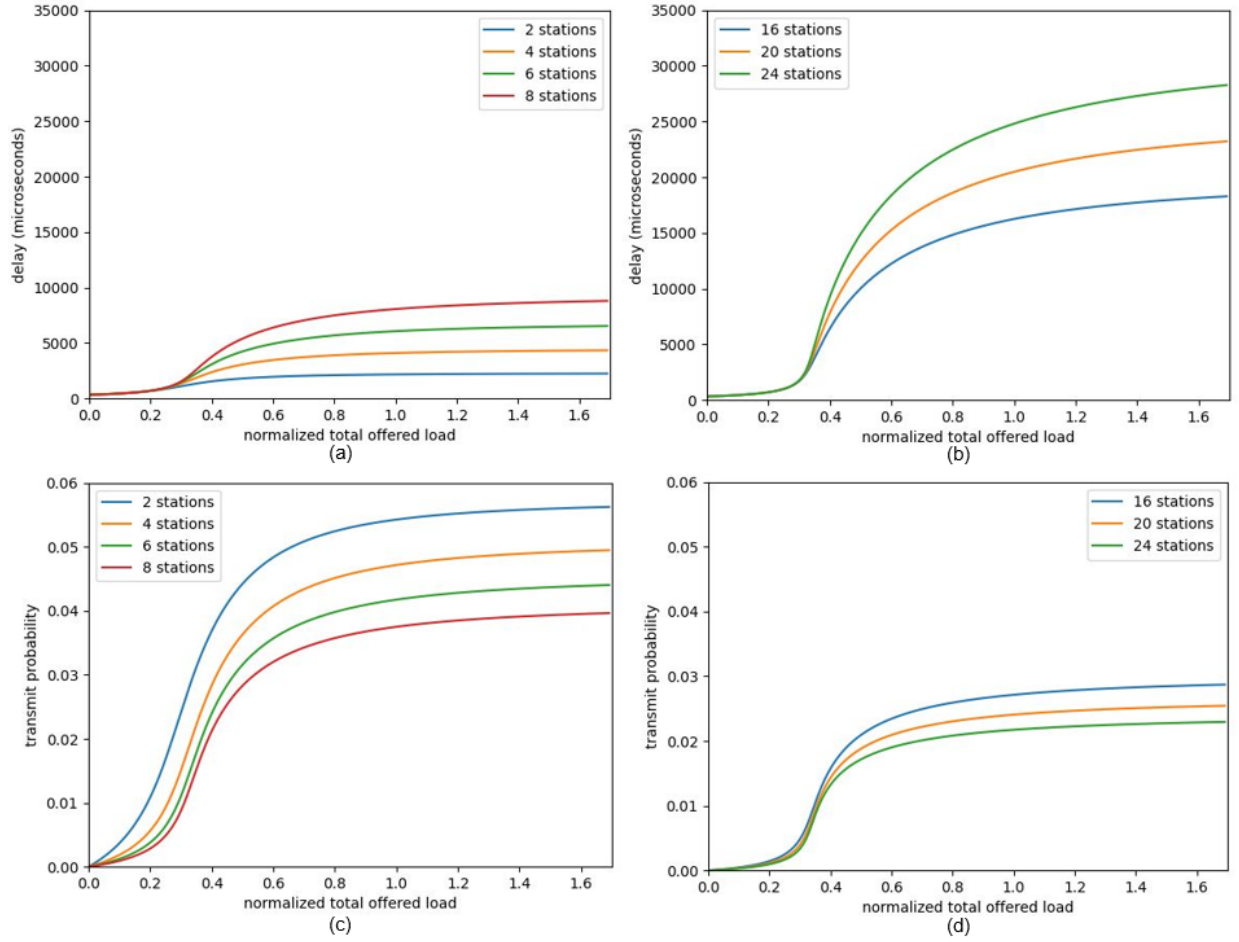 35000
30000
25000
20000
15000
10000
5000
0
delay (microseconds)
2 stations
4 stations
6 stations
8 stations
0.0 0.2 0.4 0.6 0.8 1.0 1.2 1.4 1.6
normalized total offered load
(a)
35000
30000
25000
20000
15000
10000
5000
0
delay (microseconds)
16 stations
20 stations
24 stations
0.0 0.2 0.4 0.6 0.8 1.0 1.2 1.4 1.6
normalized total offered load
(b)
0.06
0.05
0.04
0.03
0.02
0.01
0.00
transmit probability
2 stations
4 stations
6 stations
8 stations
0.0 0.2 0.4 0.6 0.8 1.0 1.2 1.4 1.6
normalized total offered load
(c)
0.06
0.05
0.04
0.03
0.02
0.01
0.00
transmit probability
16 stations
20 stations
24 stations
0.0 0.2 0.4 0.6 0.8 1.0 1.2 1.4 1.6
normalized total offered load
(d)